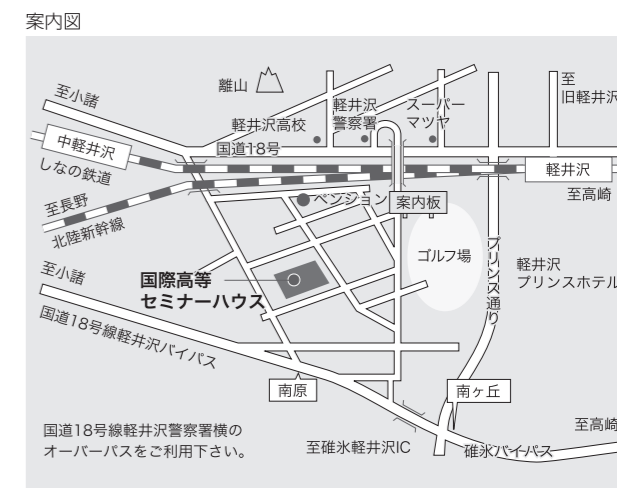 案内図
至小諸
離山
至
旧軽井沢
軽井沢
警察署
スーパー
マツヤ
軽井沢高校
国道18号
中軽井沢
しなの鉄道
軽井沢
至高崎
至長野
北陸新幹線
ペンション
案内板
ゴルフ場
プリンス通り
軽井沢
プリンスホテル
至小諸
国際高等
セミナーハウス
国道18号線軽井沢バイパス
南原
南ヶ丘
国道18号線軽井沢警察署横の
オーバーパスをご利用下さい。
至碓氷軽井沢IC
碓氷バイパス
至高崎